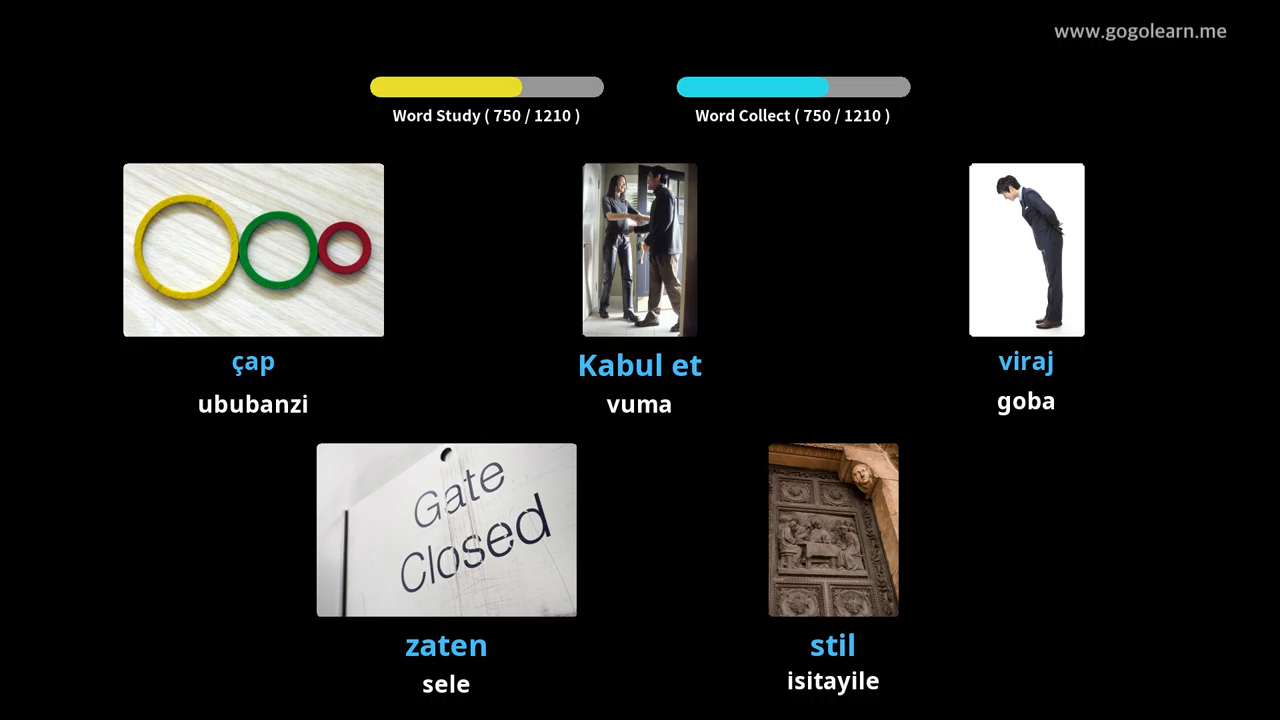 www.gogolearn.me
Word Study ( 750 / 1210 )
Word Collect ( 750 / 1210 )
çap
ububanzi
Kabul et
vuma
viraj
goba
Gate
Closed
zaten
sele
stil
isitayile